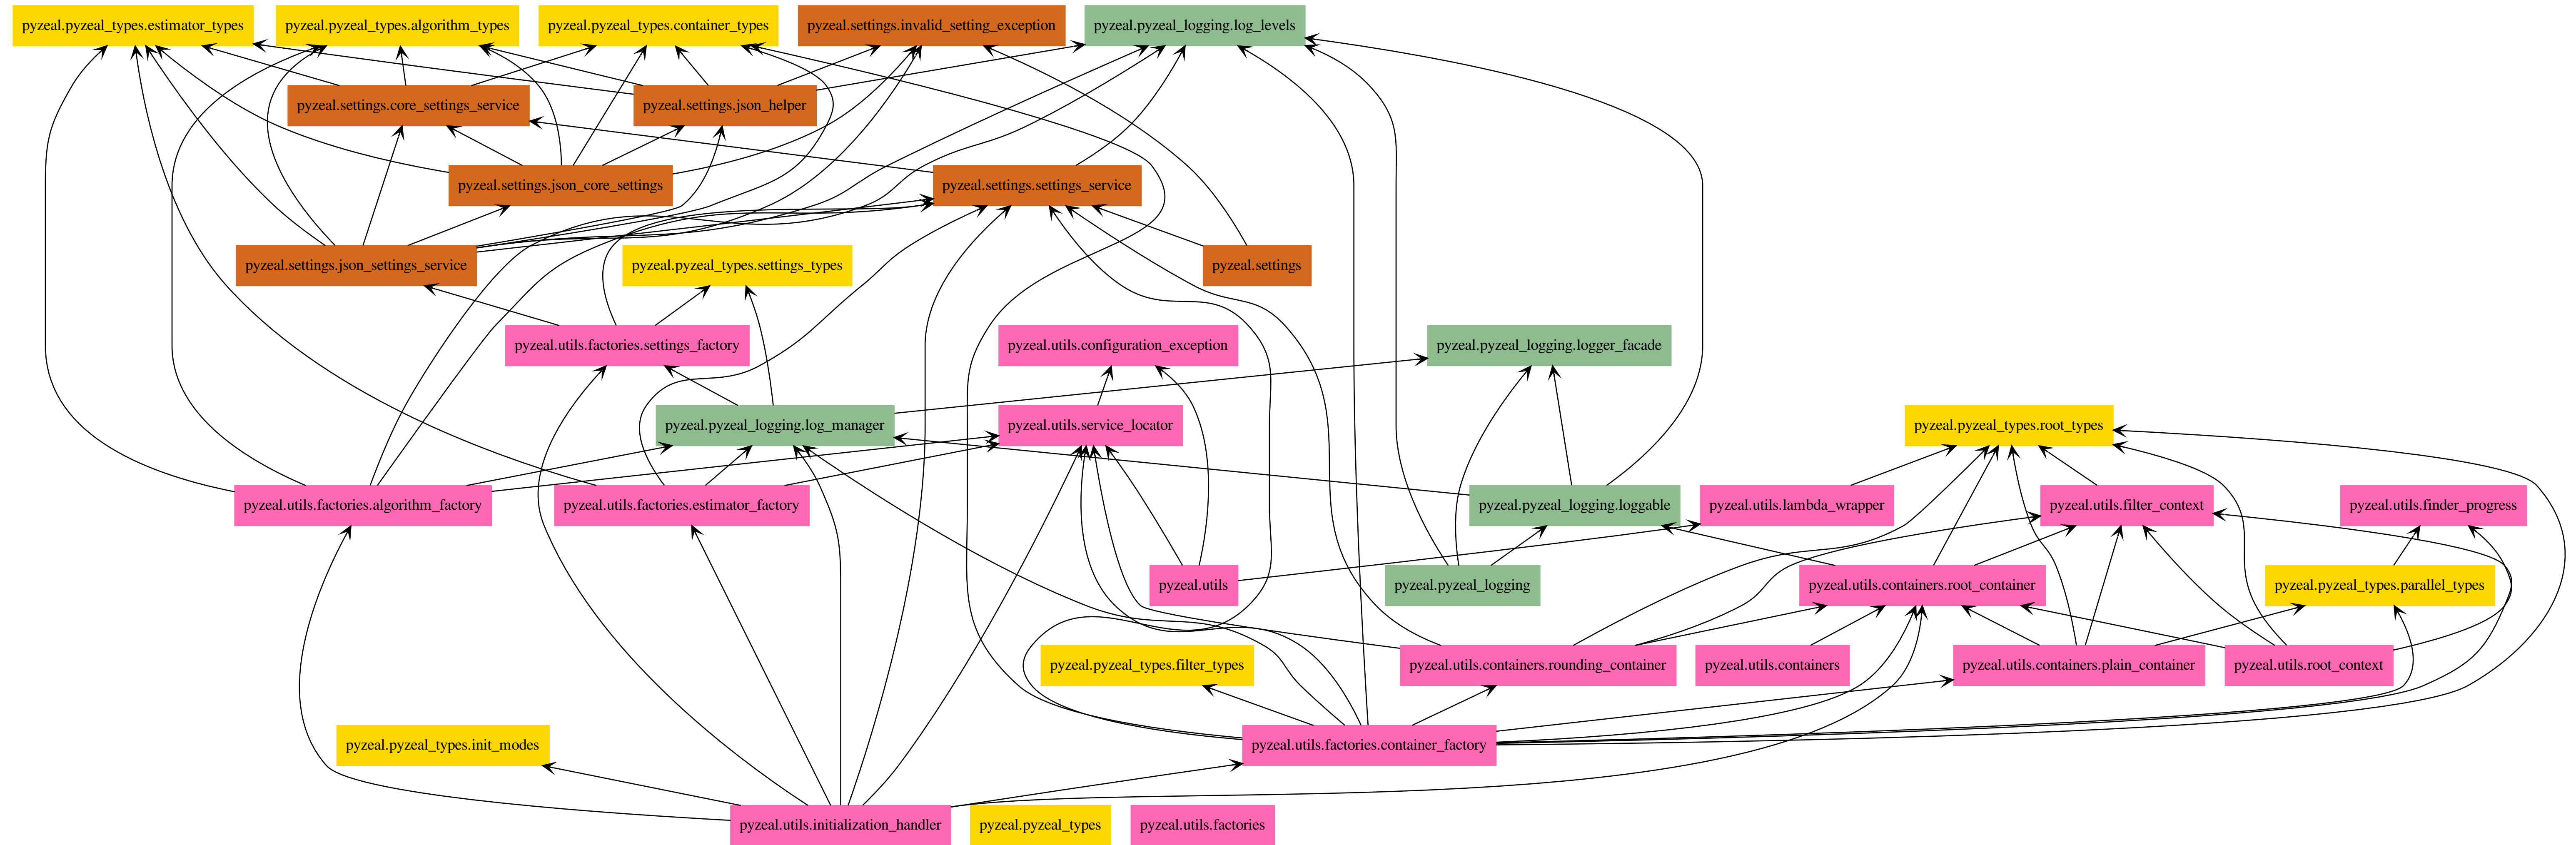 pyzeal.pyzeal_types.estimator_types
pyzeal.pyzeal_types.algorithm_types
pyzeal.pyzeal_types.container_types
pyzeal.settings.invalid_setting_exception
pyzeal.pyzeal_logging.log_levels
pyzeal.settings.core_settings_service
pyzeal.settings.json_helper
pyzeal.settings.json_core_settings
pyzeal.settings.settings_service
pyzeal.settings.json_settings_service
pyzeal.pyzeal_types.settings_types
pyzeal.settings
pyzeal.utils.factories.settings_factory
pyzeal.utils.configuration_exception
pyzeal.pyzeal_logging.logger_facade
pyzeal.pyzeal_logging.log_manager
pyzeal.utils.service_locator
pyzeal.pyzeal_types.root_types
pyzeal.utils.factories.algorithm_factory
pyzeal.utils.factories.estimator_factory
pyzeal.pyzeal_logging.loggable
pyzeal.utils.lambda_wrapper
pyzeal.utils.filter_context
pyzeal.utils.finder_progress
pyzeal.utils
pyzeal.pyzeal_logging
pyzeal.utils.containers.root_container
pyzeal.pyzeal_types.parallel_types
pyzeal.pyzeal_types.filter_types
pyzeal.utils.containers.rounding_container
pyzeal.utils.containers
pyzeal.utils.containers.plain_container
pyzeal.utils.root_context
pyzeal.pyzeal_types.init_modes
pyzeal.utils.factories.container_factory
pyzeal.utils.initialization_handler
pyzeal.pyzeal_types
pyzeal.utils.factories